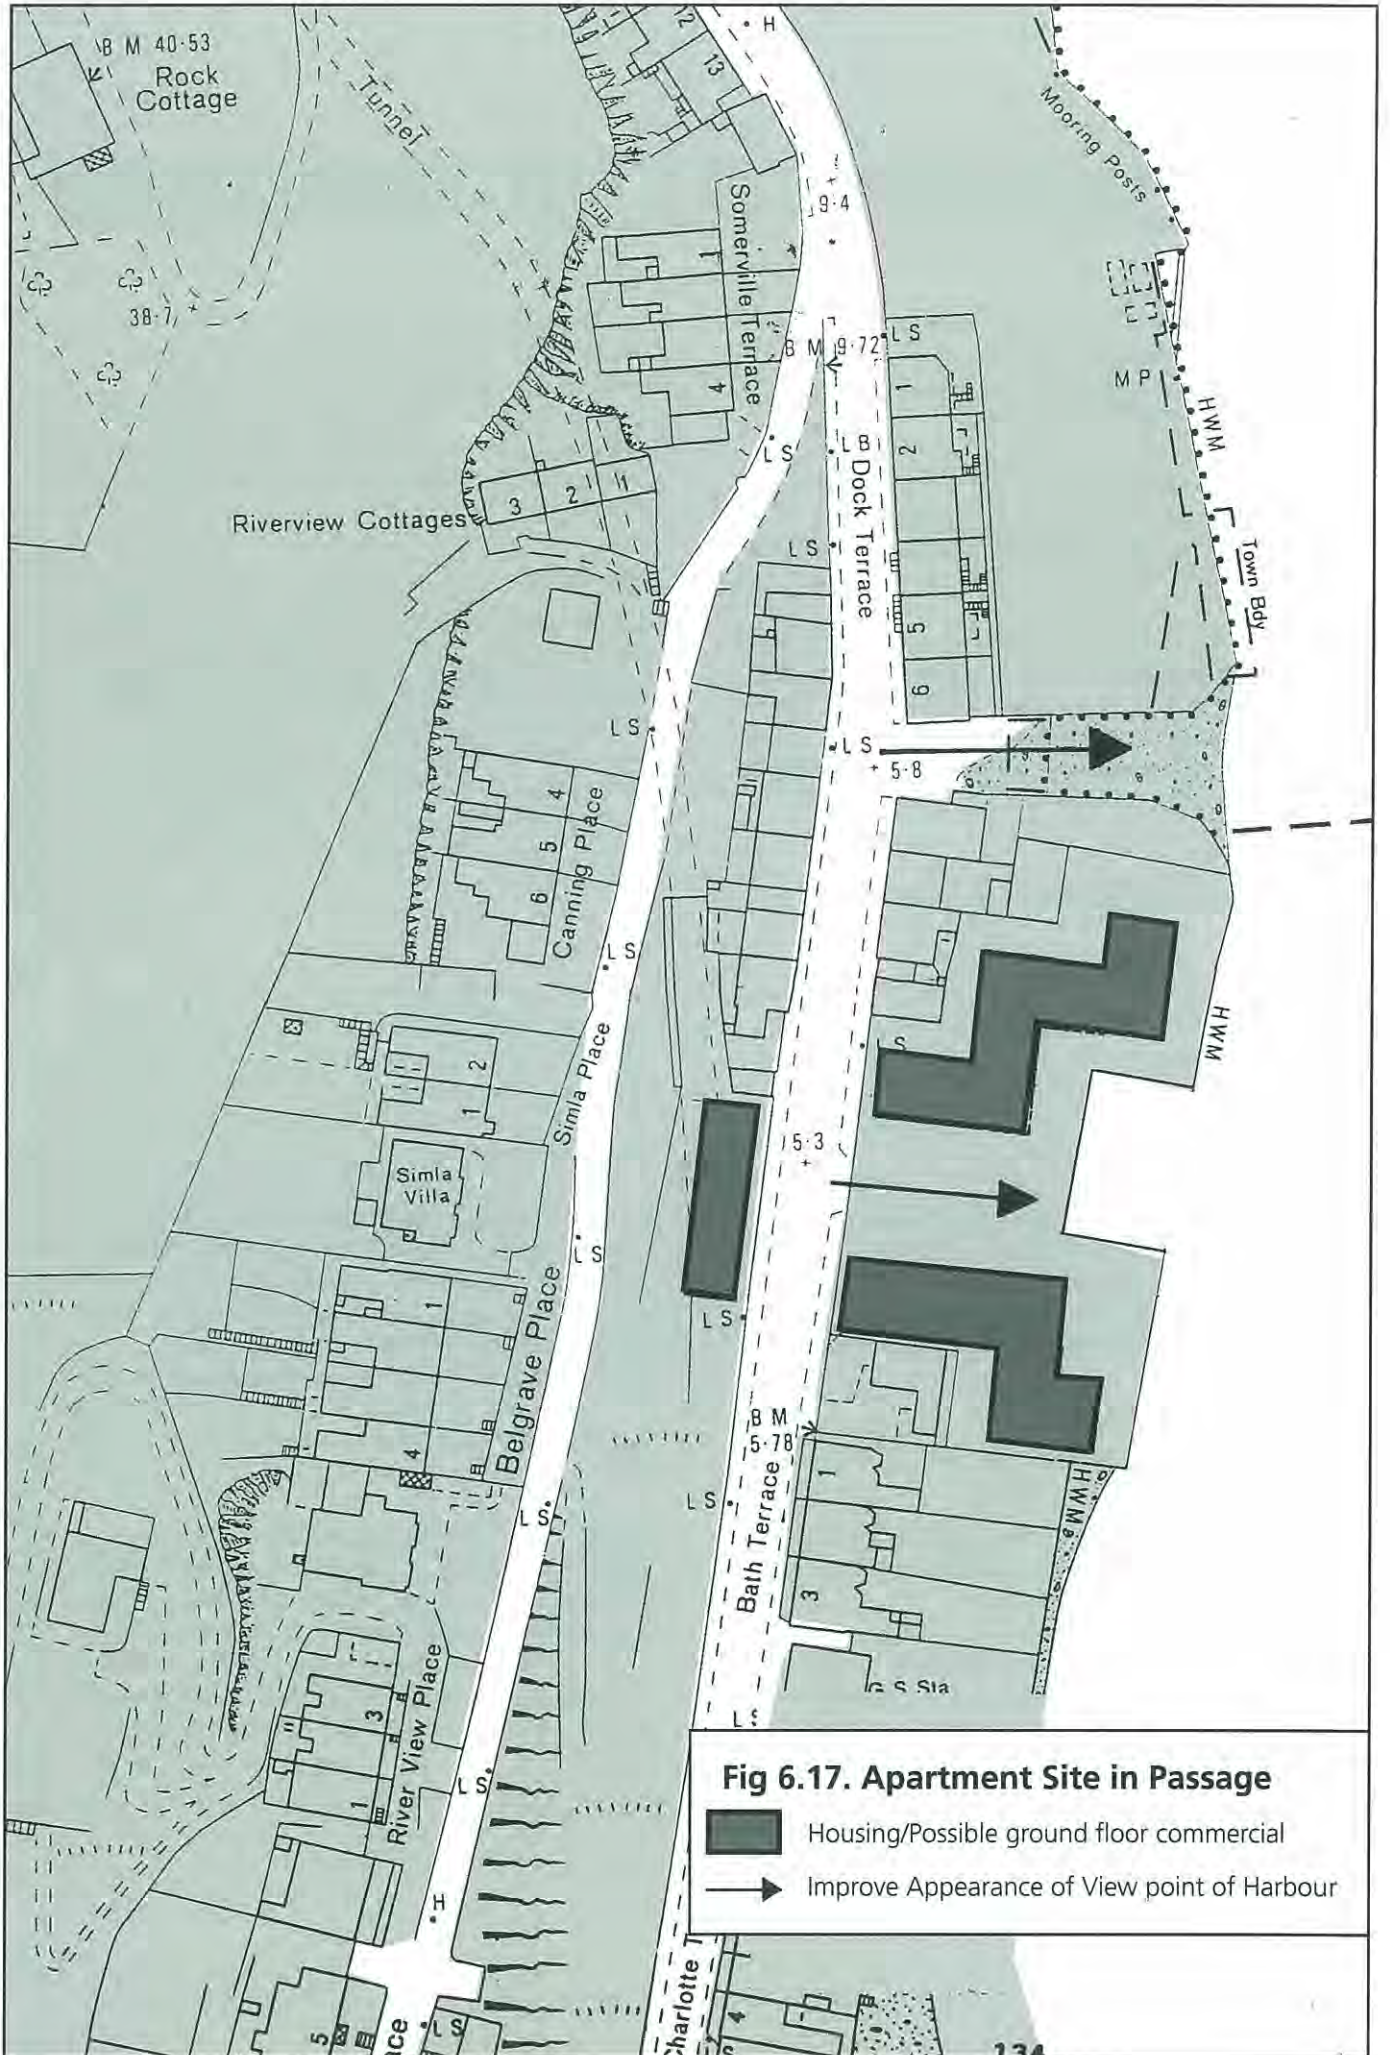 12
H
B M 40·53
Rock
Cottage
13
Tunnel
Mooring Posts
9·4
Somerville Terrace
1
38·7
B M 9·72
L S
1
M P
4
HWM
L S
L B
2
Dock Terrace
3 2 1
Riverview Cottages
L S
Town Bdy
5
6
L S
L S
5·8
4
5
6
Canning Place
L S
HWM
2
1
Simla Place
5·3
Simla
Villa
L S
1
Belgrave Place
L S
4
B M
5·78
1
HWM
L S
L S
Bath Terrace
3
3
1
River View Place
L S
H
Fig 6.17. Apartment Site in Passage
Housing/Possible ground floor commercial
Improve Appearance of View point of Harbour
Charlotte T
4
5
L S
ace
134